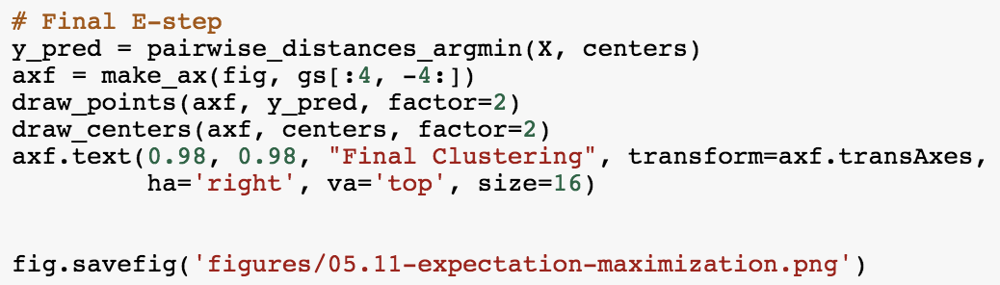 # Final E-step
y_pred = pairwise_distances_argmin(X, centers)
axf = make_ax(fig, gs[:4, -4:])
draw_points(axf, y_pred, factor=2)
draw_centers(axf, centers, factor=2)
axf.text(0.98, 0.98, "Final Clustering", transform=axf.transAxes,
         ha='right', va='top', size=16)
fig.savefig('figures/05.11-expectation-maximization.png')